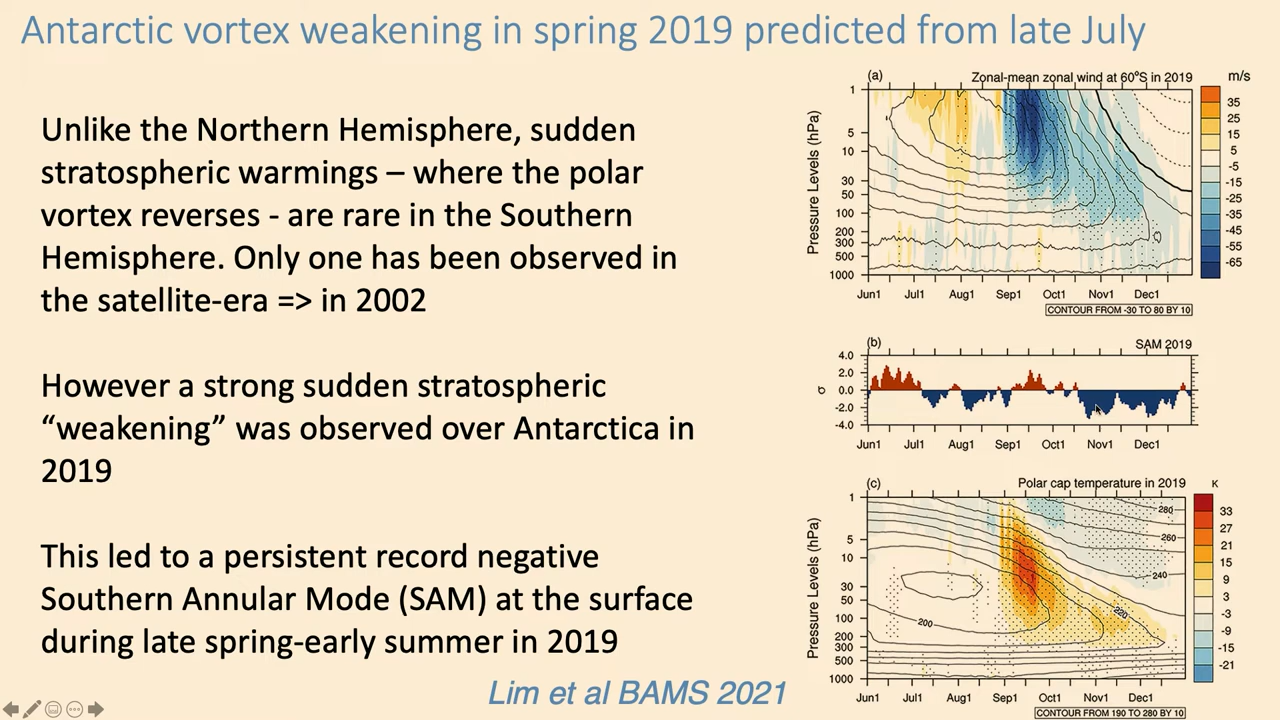 Antarctic vortex weakening in spring 2019 predicted from late July
Unlike the Northern Hemisphere, sudden
stratospheric warmings – where the polar
vortex reverses - are rare in the Southern
Hemisphere. Only one has been observed in
the satellite-era => in 2002
However a strong sudden stratospheric
“weakening” was observed over Antarctica in
2019
This led to a persistent record negative
Southern Annular Mode (SAM) at the surface
during late spring-early summer in 2019
Lim et al BAMS 2021
(a) Zonal-mean zonal wind at 60°S in 2019 m/s
Pressure Levels (hPa)
1
5
10
30
50
100
200
300
500
1000
Jun1 Jul1 Aug1 Sep1 Oct1 Nov1 Dec1
CONTOUR FROM -30 TO 80 BY 10
35
25
15
5
-5
-15
-25
-35
-45
-55
-65
(b) SAM 2019
σ
4.0
2.0
0.0
-2.0
-4.0
Jun1 Jul1 Aug1 Sep1 Oct1 Nov1 Dec1
(c) Polar cap temperature in 2019 K
Pressure Levels (hPa)
1
5
10
30
50
100
200
300
500
1000
280
260
240
220
200
Jun1 Jul1 Aug1 Sep1 Oct1 Nov1 Dec1
CONTOUR FROM 190 TO 280 BY 10
33
27
21
15
9
3
-3
-9
-15
-21